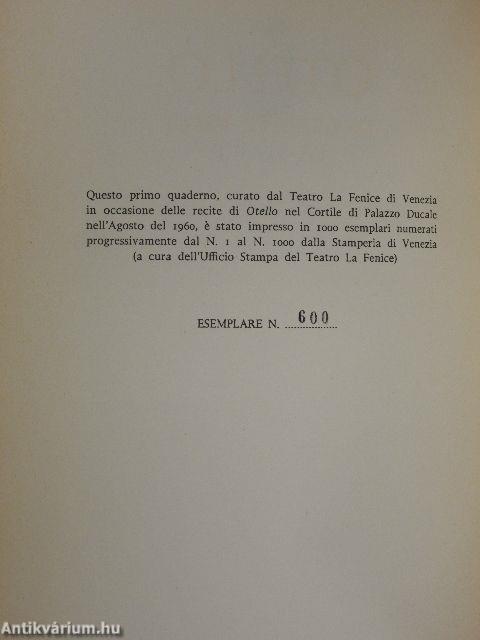 Questo primo quaderno, curato dal Teatro La Fenice di Venezia
in occasione delle recite di Otello nel Cortile di Palazzo Ducale
nell'Agosto del 1960, è stato impresso in 1000 esemplari numerati
progressivamente dal N. 1 al N. 1000 dalla Stamperia di Venezia
(a cura dell'Ufficio Stampa del Teatro La Fenice)
ESEMPLARE N. 600
Antikvárium.hu